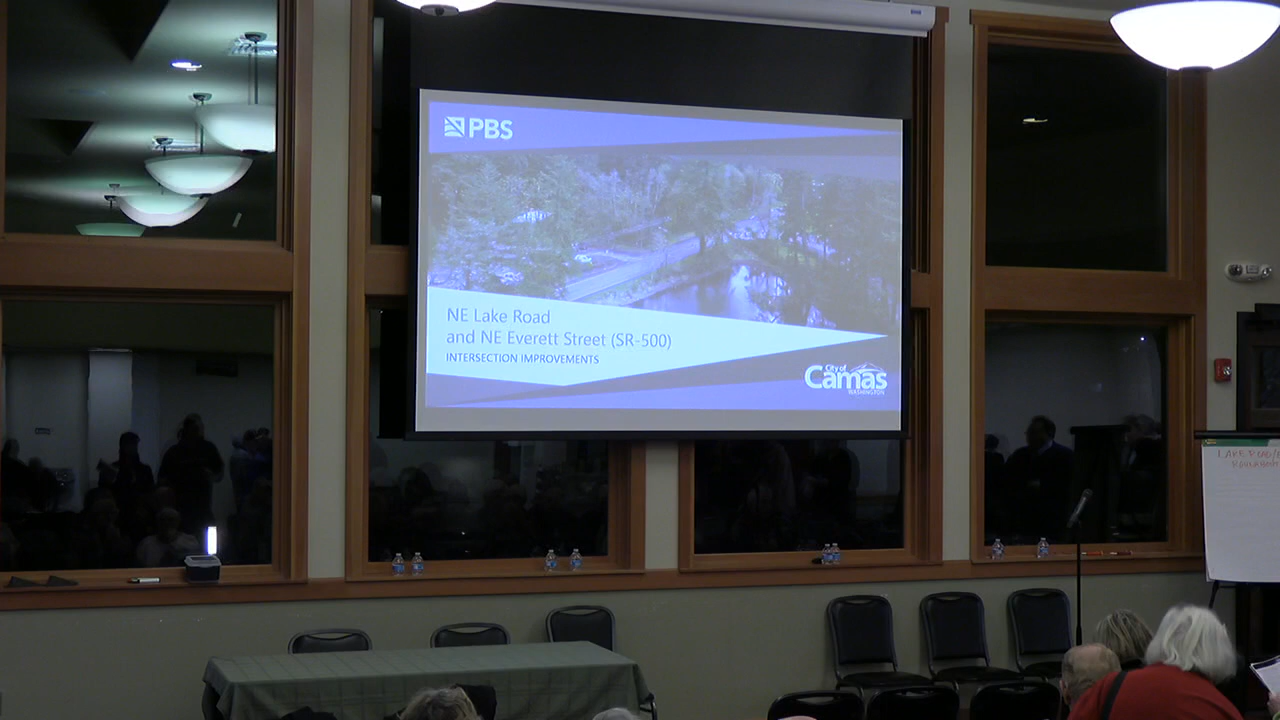 PBS
NE Lake Road
and NE Everett Street (SR-500)
INTERSECTION IMPROVEMENTS
City of
Camas
WASHINGTON
LAKE ROAD/